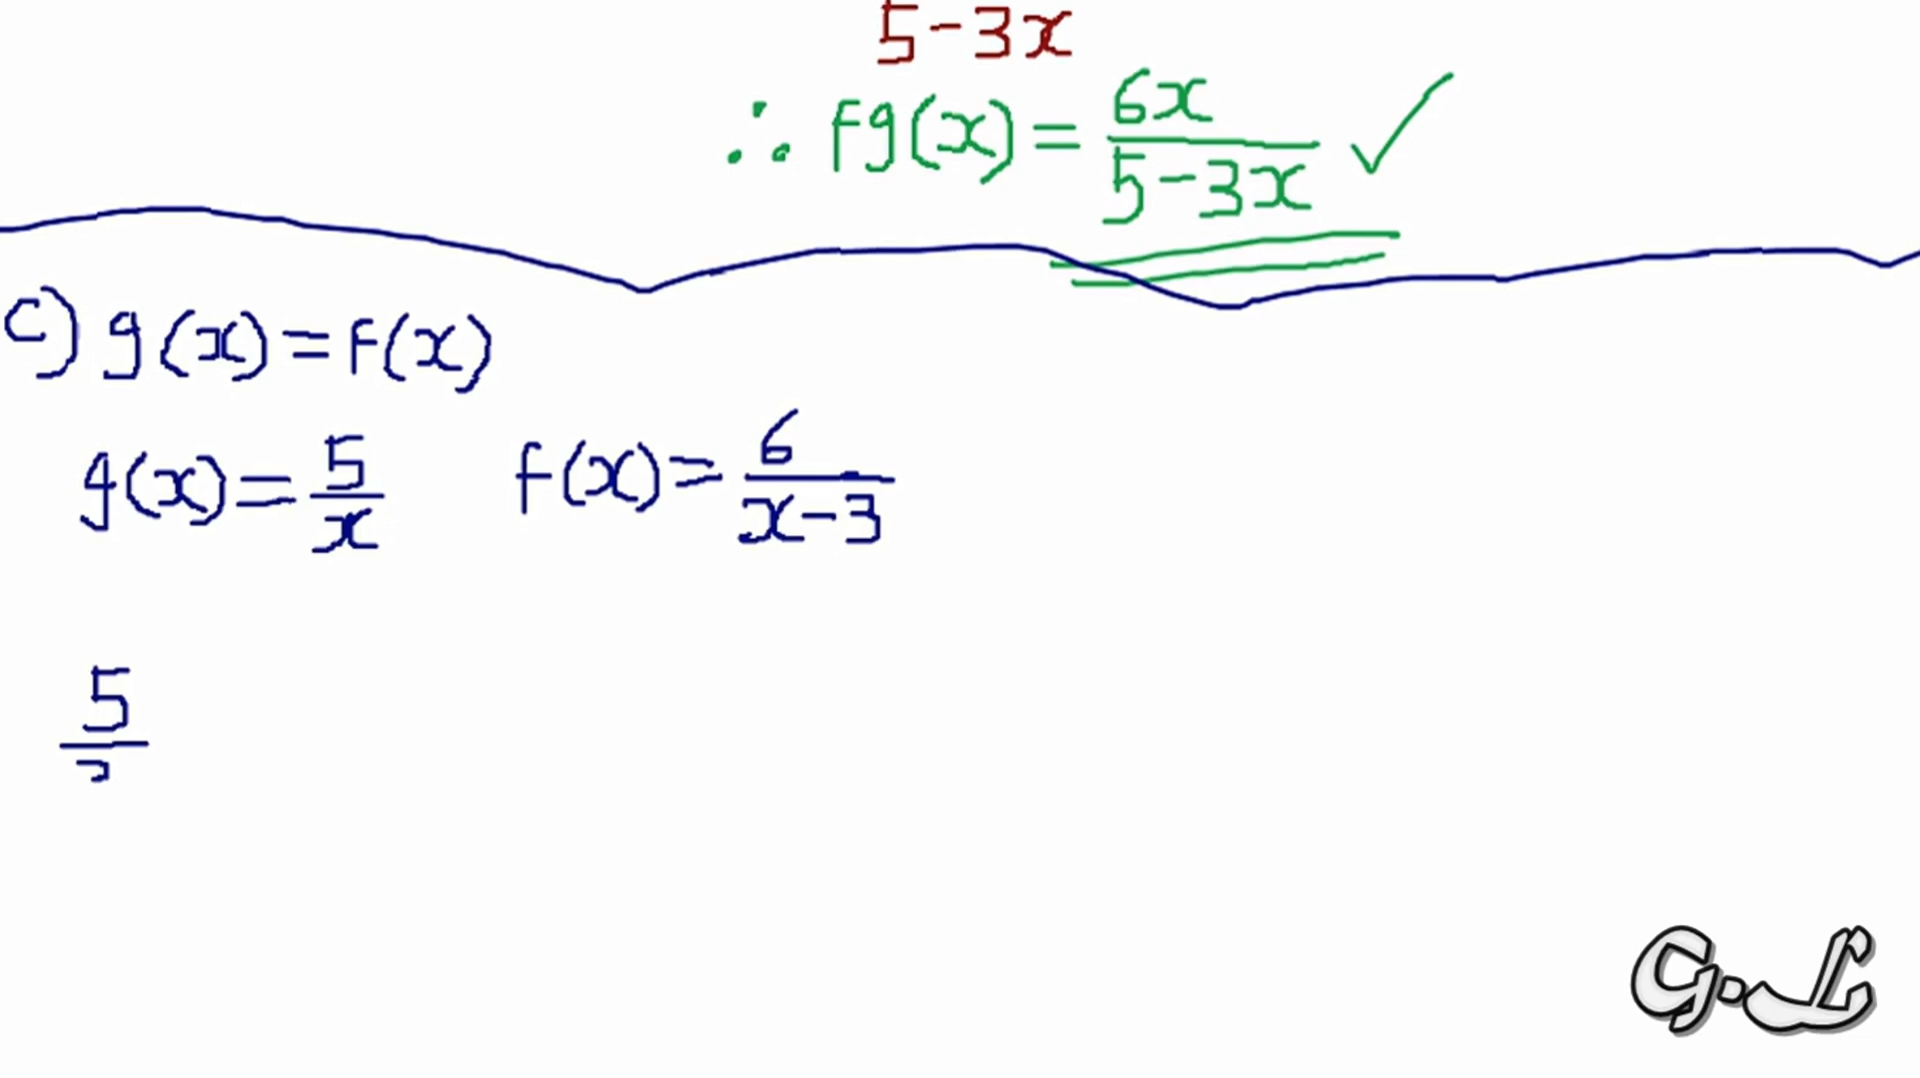 5-3x
∴ fg(x) = 6x/(5-3x) ✓
c) g(x) = f(x)
g(x) = 5/x   f(x) = 6/(x-3)
5/
G.L